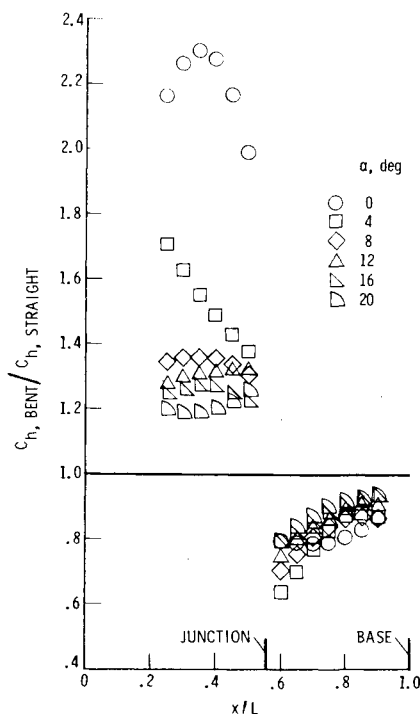 2.4
2.2
2.0
1.8
1.6
1.4
1.2
1.0
.8
.6
.4
C_h, BENT / C_h, STRAIGHT
α, deg
0
4
8
12
16
20
JUNCTION
BASE
0 .2 .4 .6 .8 1.0
x/L